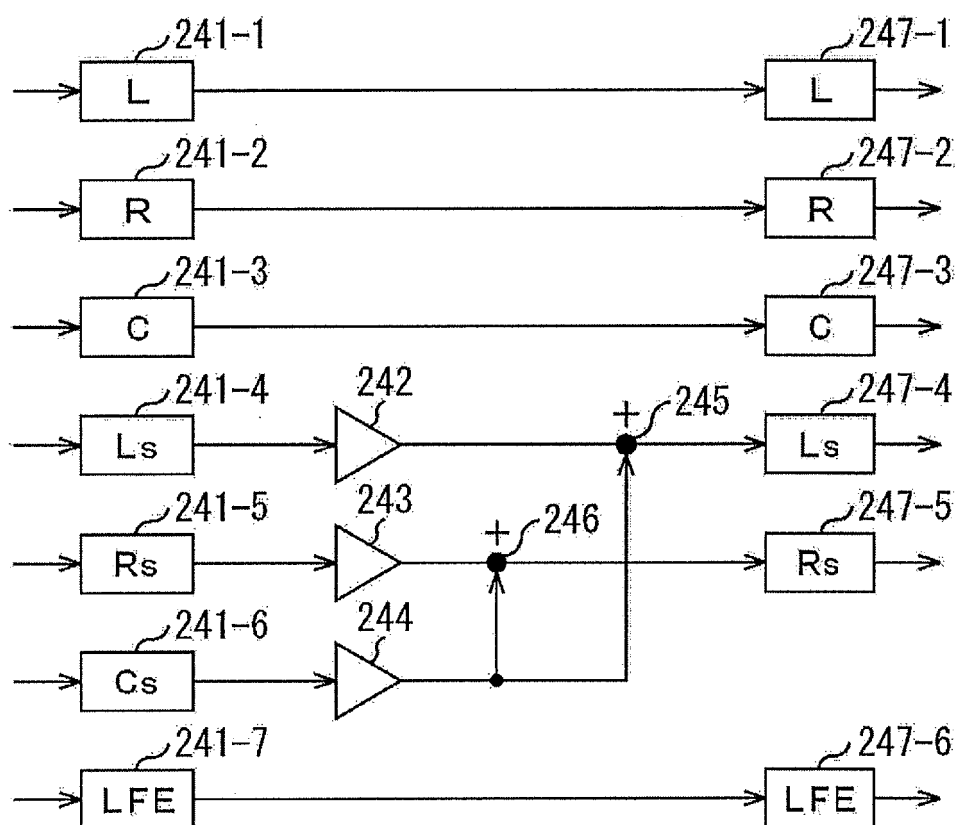 241-1 247-1
L L
241-2 247-2
R R
241-3 247-3
C C
241-4 242 + 245 247-4
Ls Ls
241-5 243 + 246 247-5
Rs Rs
241-6 244
Cs
241-7 247-6
LFE LFE